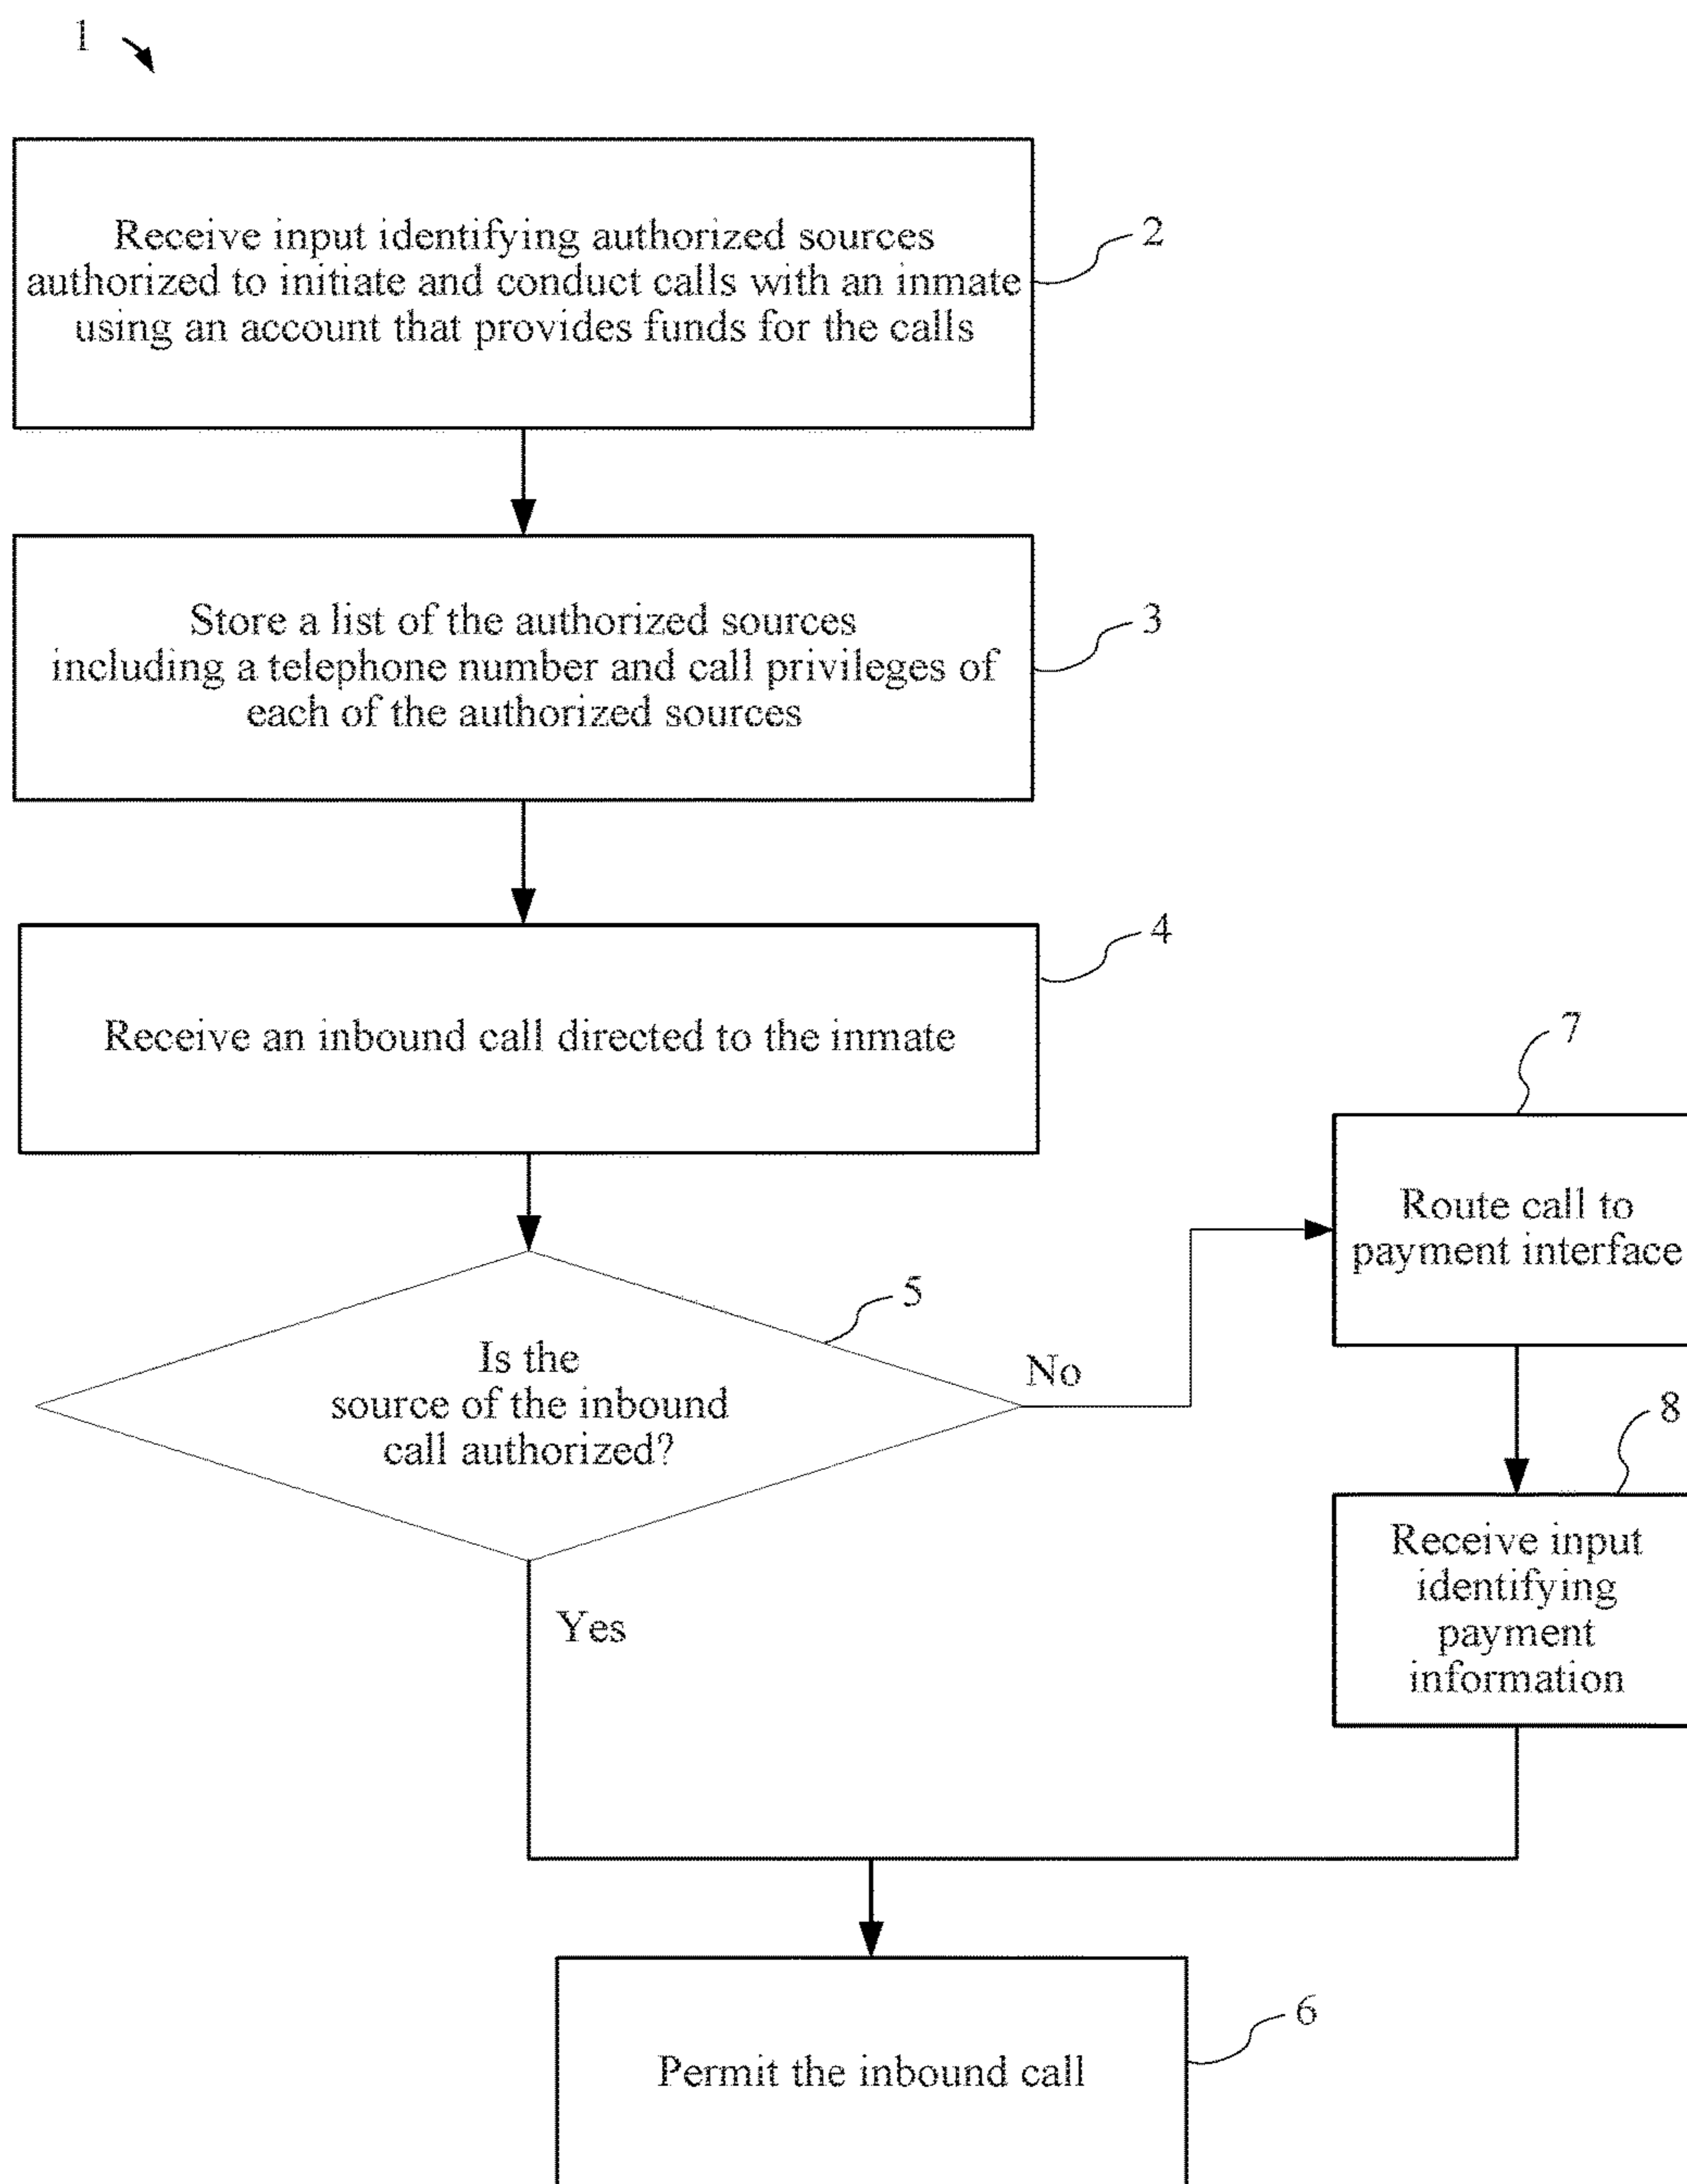 1
Receive input identifying authorized sources
authorized to initiate and conduct calls with an inmate
using an account that provides funds for the calls
2
Store a list of the authorized sources
including a telephone number and call privileges of
each of the authorized sources
3
Receive an inbound call directed to the inmate
4
Is the
source of the inbound
call authorized?
5
No
Yes
7
Route call to
payment interface
8
Receive input
identifying
payment
information
Permit the inbound call
6